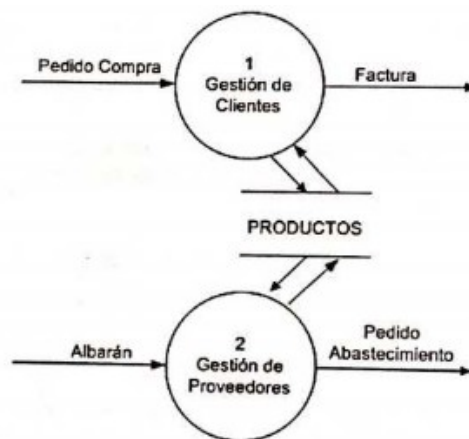 1
Pedido Compra
Gestión de
Clientes
Factura
PRODUCTOS
2
Albarán
Gestión de
Proveedores
Pedido
Abastecimiento